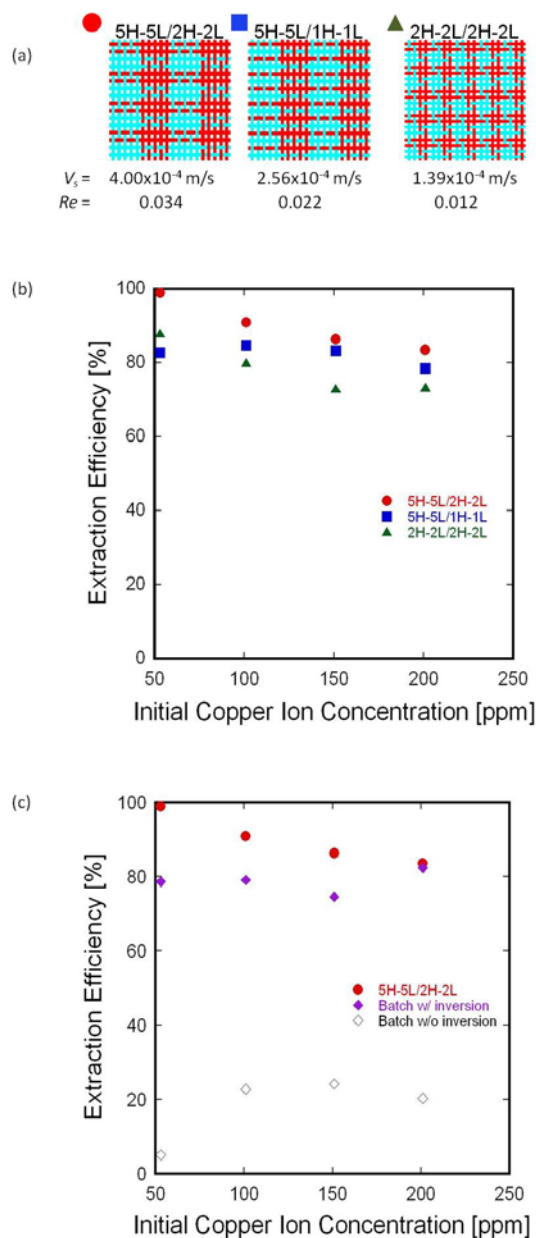 5H-5L/2H-2L 5H-5L/1H-1L 2H-2L/2H-2L
(a)
Vs = 4.00x10⁻⁴ m/s 2.56x10⁻⁴ m/s 1.39x10⁻⁴ m/s
Re = 0.034 0.022 0.012
(b)
100
80
60
40
20
0
Extraction Efficiency [%]
5H-5L/2H-2L
5H-5L/1H-1L
2H-2L/2H-2L
50 100 150 200 250
Initial Copper Ion Concentration [ppm]
(c)
100
80
60
40
20
0
Extraction Efficiency [%]
5H-5L/2H-2L
Batch w/ inversion
Batch w/o inversion
50 100 150 200 250
Initial Copper Ion Concentration [ppm]